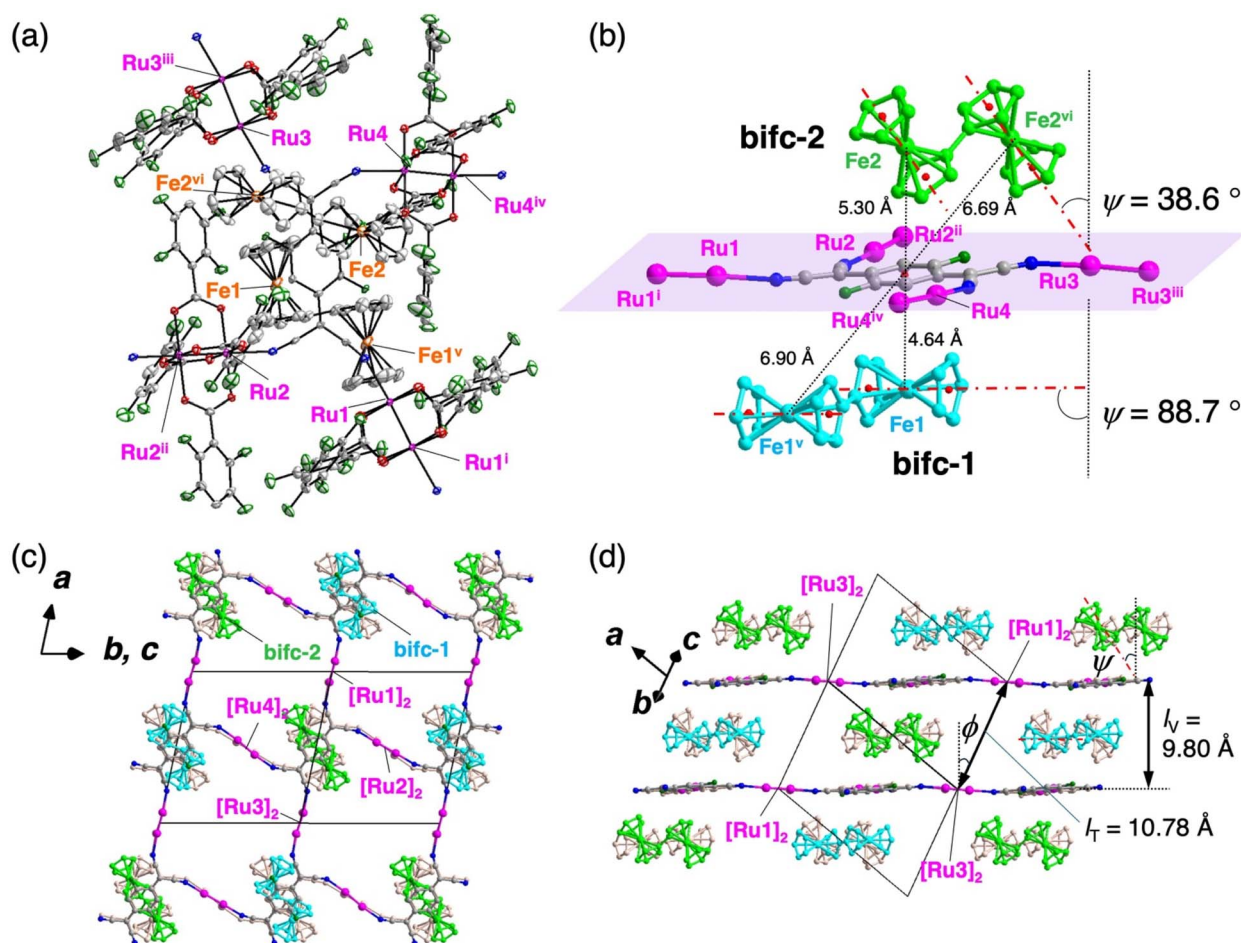 (a)
Ru3iii
Ru3
Ru4
Fe2vi
Ru4iv
Fe2
Fe1
Fe1v
Ru2
Ru1
Ru2ii
Ru1i
(b)
Fe2vi
bifc-2
Fe2
5.30 Å
6.69 Å
ψ = 38.6 °
Ru2ii
Ru2
Ru1
Ru3
Ru1i
Ru4iv
Ru4
Ru3iii
6.90 Å
4.64 Å
ψ = 88.7 °
Fe1
Fe1v
bifc-1
(c)
a
b, c
bifc-2
bifc-1
[Ru1]2
[Ru4]2
[Ru2]2
[Ru3]2
(d)
[Ru3]2
[Ru1]2
a
c
b
ψ
ϕ
lV =
9.80 Å
[Ru1]2
lT = 10.78 Å
[Ru3]2